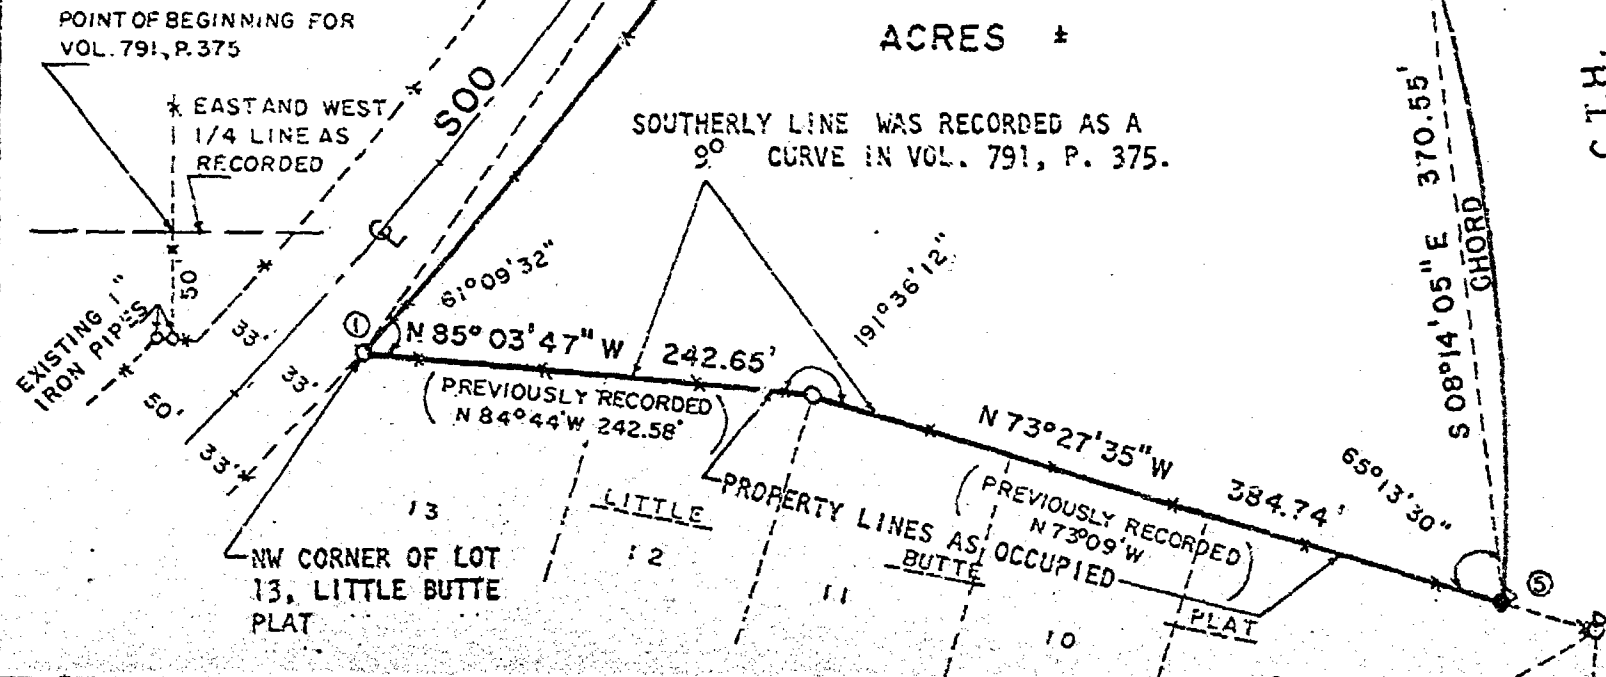 POINT OF BEGINNING FOR
VOL. 791, P. 375
ACRES ±
EAST AND WEST
1/4 LINE AS
RECORDED
SOO
SOUTHERLY LINE WAS RECORDED AS A
9° CURVE IN VOL. 791, P. 375.
S 08°14'05" E 370.55'
CHORD
C T H.
50'
EXISTING 1"
IRON PIPES
33'
33'
50'
33'
61°09'32"
191°36'12"
65°13'30"
1
N 85° 03' 47" W 242.65'
(PREVIOUSLY RECORDED
N 84°44'W 242.58')
N 73°27'35" W 384.74'
(PREVIOUSLY RECORDED
N 73°09'W)
5
PROPERTY LINES AS OCCUPIED
LITTLE
BUTTE
PLAT
13
12
11
10
NW CORNER OF LOT
13, LITTLE BUTTE
PLAT